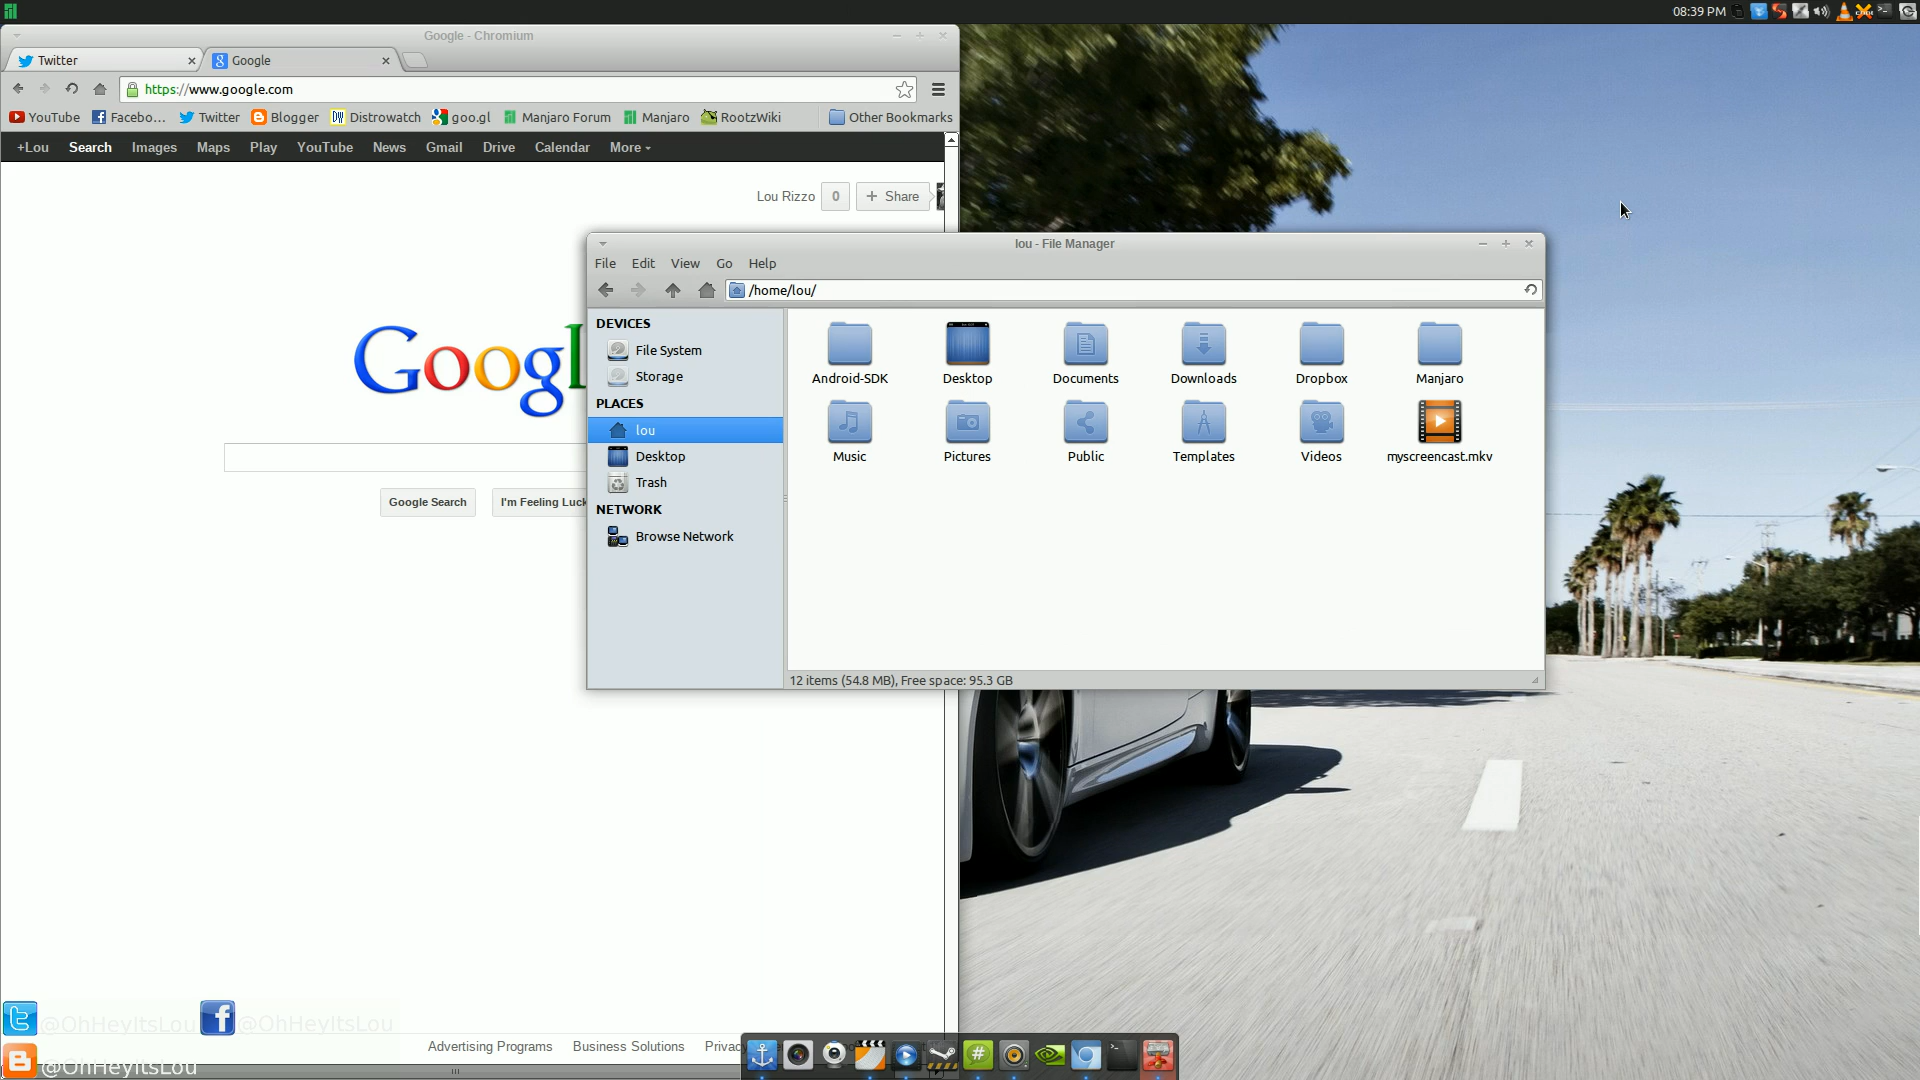 08:39 PM
Google - Chromium
Twitter
Google
https://www.google.com
YouTube
Facebo...
Twitter
Blogger
Distrowatch
goo.gl
Manjaro Forum
Manjaro
RootzWiki
Other Bookmarks
+Lou Search Images Maps Play YouTube News Gmail Drive Calendar More
Lou Rizzo 0 + Share
lou - File Manager
File Edit View Go Help
/home/lou/
DEVICES
File System
Storage
PLACES
lou
Desktop
Trash
NETWORK
Browse Network
Android-SDK Desktop Documents Downloads Dropbox Manjaro
Music Pictures Public Templates Videos myscreencast.mkv
12 items (54.8 MB), Free space: 95.3 GB
Googl
Google Search I'm Feeling Luck
@OhHeyItsLou @OhHeyItsLou
@OhHeyItsLou
Advertising Programs Business Solutions Privac